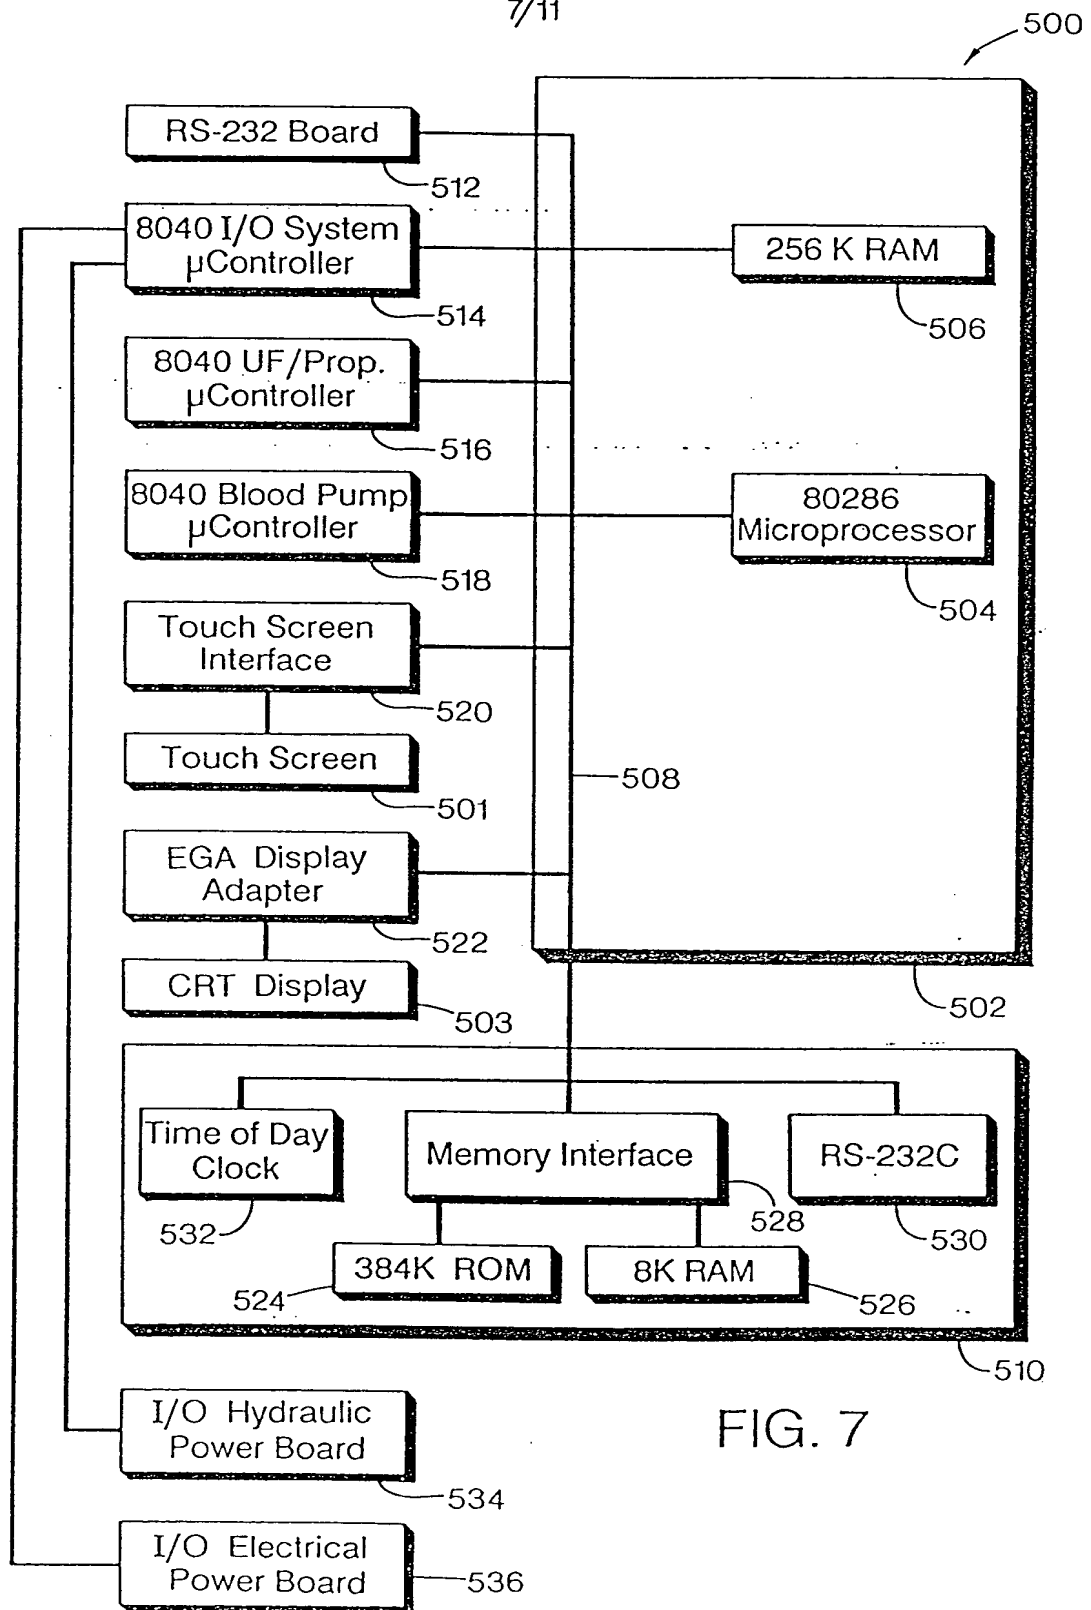 7/11
500
RS-232 Board
512
8040 I/O System
µController
514
256 K RAM
506
8040 UF/Prop.
µController
516
8040 Blood Pump
µController
518
80286
Microprocessor
504
Touch Screen
Interface
520
Touch Screen
501
508
EGA Display
Adapter
522
CRT Display
503
502
Time of Day
Clock
532
Memory Interface
528
RS-232C
530
384K ROM
524
8K RAM
526
510
I/O Hydraulic
Power Board
534
FIG. 7
I/O Electrical
Power Board
536